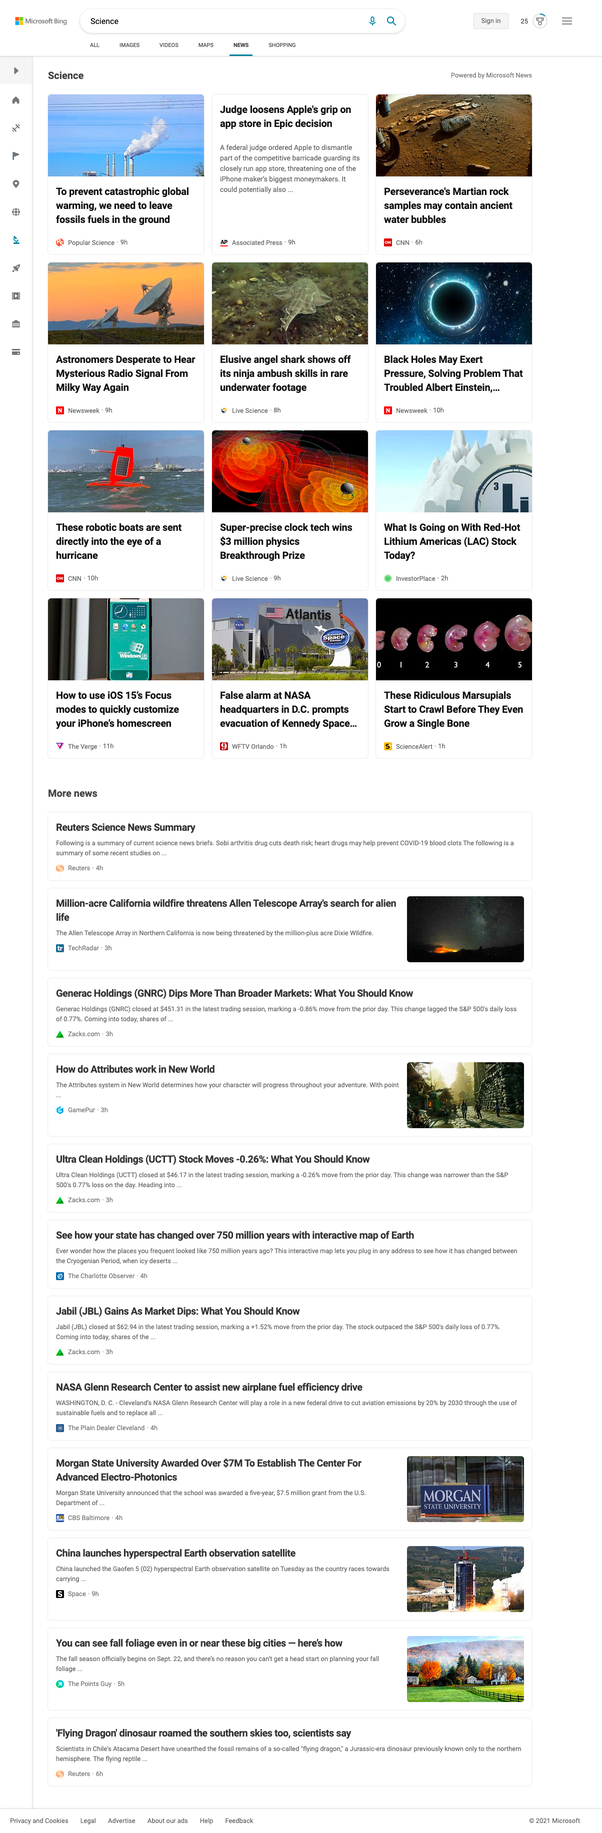 Microsoft Bing
Science
Sign in
25
ALL
IMAGES
VIDEOS
MAPS
NEWS
SHOPPING
Science
Powered by Microsoft News
To prevent catastrophic global
warming, we need to leave
fossils fuels in the ground
Popular Science · 9h
Judge loosens Apple's grip on
app store in Epic decision
A federal judge ordered Apple to dismantle
part of the competitive barricade guarding its
closely run app store, threatening one of the
iPhone maker's biggest moneymakers. It
could potentially also ...
AP
Associated Press · 9h
Perseverance's Martian rock
samples may contain ancient
water bubbles
CNN · 6h
Astronomers Desperate to Hear
Mysterious Radio Signal From
Milky Way Again
N
Newsweek · 9h
Elusive angel shark shows off
its ninja ambush skills in rare
underwater footage
Live Science · 8h
Black Holes May Exert
Pressure, Solving Problem That
Troubled Albert Einstein,...
N
Newsweek · 10h
These robotic boats are sent
directly into the eye of a
hurricane
CNN · 10h
Super-precise clock tech wins
$3 million physics
Breakthrough Prize
Live Science · 9h
3
Li
What Is Going on With Red-Hot
Lithium Americas (LAC) Stock
Today?
InvestorPlace · 2h
How to use iOS 15's Focus
modes to quickly customize
your iPhone's homescreen
The Verge · 11h
Atlantis
Space
False alarm at NASA
headquarters in D.C. prompts
evacuation of Kennedy Space...
WFTV Orlando · 1h
0 1 2 3 4 5
These Ridiculous Marsupials
Start to Crawl Before They Even
Grow a Single Bone
S
ScienceAlert · 1h
More news
Reuters Science News Summary
Following is a summary of current science news briefs. Sobi arthritis drug cuts death risk; heart drugs may help prevent COVID-19 blood clots The following is a
summary of some recent studies on ...
Reuters · 4h
Million-acre California wildfire threatens Allen Telescope Array's search for alien
life
The Allen Telescope Array in Northern California is now being threatened by the million-plus acre Dixie Wildfire.
tr
TechRadar · 3h
Generac Holdings (GNRC) Dips More Than Broader Markets: What You Should Know
Generac Holdings (GNRC) closed at $451.31 in the latest trading session, marking a -0.86% move from the prior day. This change lagged the S&P 500's daily loss
of 0.77%. Coming into today, shares of ...
Zacks.com · 3h
How do Attributes work in New World
The Attributes system in New World determines how your character will progress throughout your adventure. With point
...
GamePur · 3h
Ultra Clean Holdings (UCTT) Stock Moves -0.26%: What You Should Know
Ultra Clean Holdings (UCTT) closed at $46.17 in the latest trading session, marking a -0.26% move from the prior day. This change was narrower than the S&P
500's 0.77% loss on the day. Heading into ...
Zacks.com · 3h
See how your state has changed over 750 million years with interactive map of Earth
Ever wonder how the places you frequent looked like 750 million years ago? This interactive map lets you plug in any address to see how it has changed between
the Cryogenian Period, when icy deserts ...
The Charlotte Observer · 4h
Jabil (JBL) Gains As Market Dips: What You Should Know
Jabil (JBL) closed at $62.94 in the latest trading session, marking a +1.52% move from the prior day. The stock outpaced the S&P 500's daily loss of 0.77%.
Coming into today, shares of the ...
Zacks.com · 3h
NASA Glenn Research Center to assist new airplane fuel efficiency drive
WASHINGTON, D. C. - Cleveland's NASA Glenn Research Center will play a role in a new federal drive to cut aviation emissions by 20% by 2030 through the use of
sustainable fuels and to replace all ...
The Plain Dealer Cleveland · 4h
Morgan State University Awarded Over $7M To Establish The Center For
Advanced Electro-Photonics
Morgan State University announced that the school was awarded a five-year, $7.5 million grant from the U.S.
Department of ...
CBS Baltimore · 4h
MORGAN
STATE UNIVERSITY
China launches hyperspectral Earth observation satellite
China launched the Gaofen 5 (02) hyperspectral Earth observation satellite on Tuesday as the country races towards
carrying ...
S
Space · 9h
You can see fall foliage even in or near these big cities — here's how
The fall season officially begins on Sept. 22, and there's no reason you can't get a head start on planning your fall
foliage ...
The Points Guy · 5h
'Flying Dragon' dinosaur roamed the southern skies too, scientists say
Scientists in Chile's Atacama Desert have unearthed the fossil remains of a so-called "flying dragon," a Jurassic-era dinosaur previously known only to the northern
hemisphere. The flying reptile ...
Reuters · 6h
Privacy and Cookies
Legal
Advertise
About our ads
Help
Feedback
© 2021 Microsoft